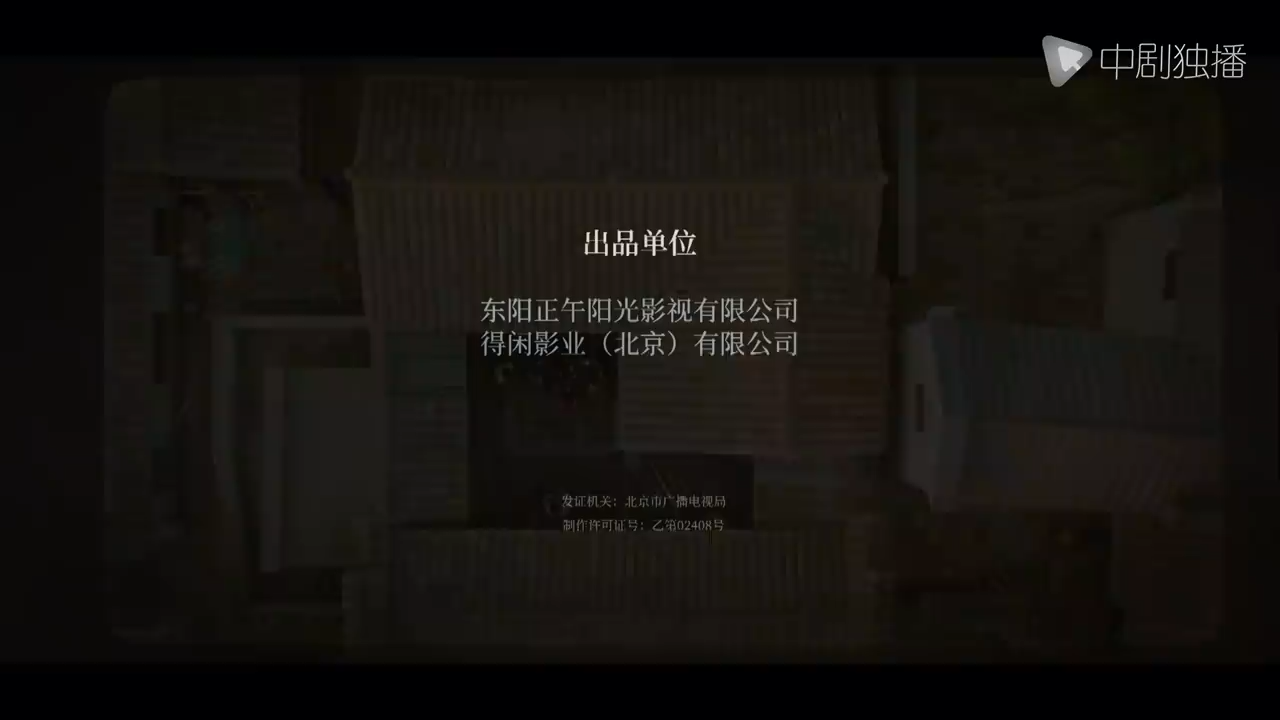 中剧独播
出品单位
东阳正午阳光影视有限公司
得闲影业（北京）有限公司
发证机关：北京市广播电视局
制作许可证号：乙第02408号